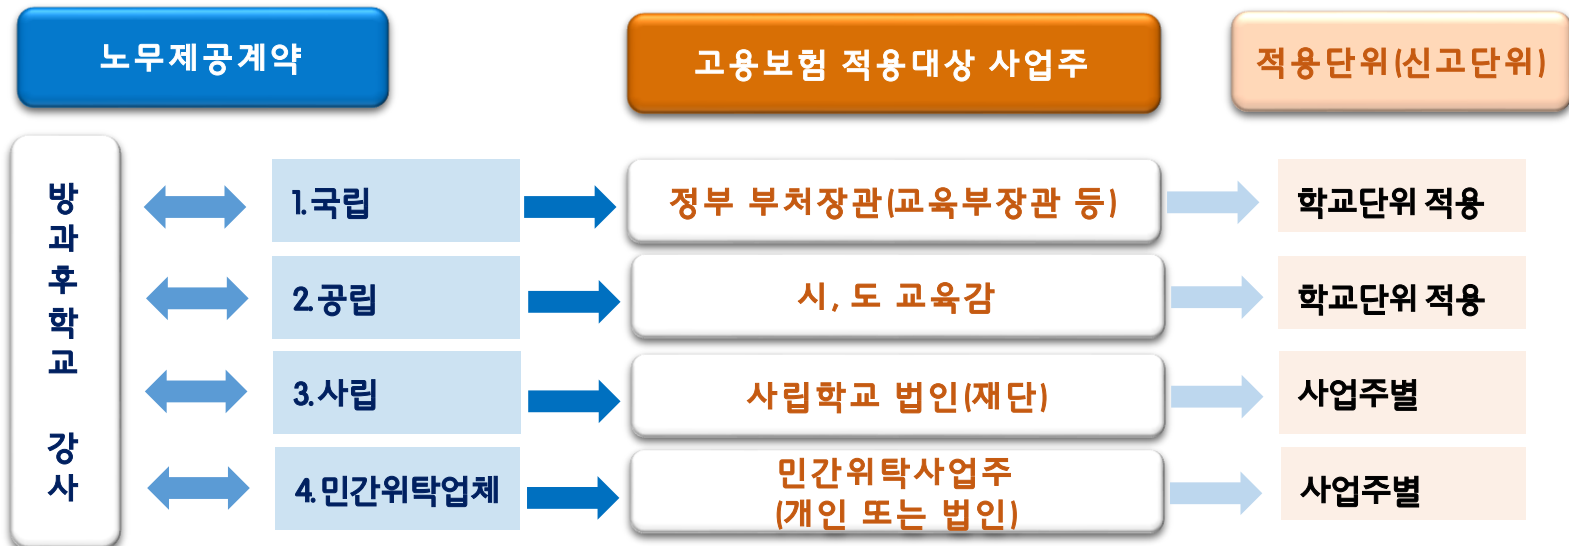 노무제공계약
고용보험 적용대상 사업주
적용단위(신고단위)
방과후학교 강사
1.국립
정부 부처장관(교육부장관 등)
학교단위 적용
2.공립
시, 도 교육감
학교단위 적용
3.사립
사립학교 법인(재단)
사업주별
4.민간위탁업체
민간위탁사업주
(개인 또는 법인)
사업주별